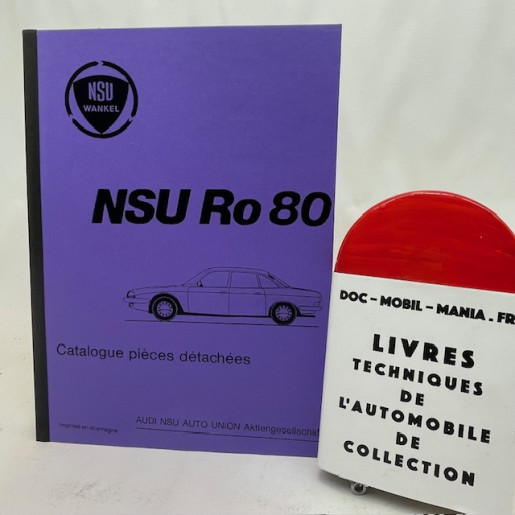 NSU
WANKEL
NSU Ro 80
Catalogue pièces détachées
Imprimé en Allemagne
AUDI NSU AUTO UNION Aktiengesellschaf
DOC - MOBIL - MANIA . FR
LIVRES
TECHNIQUES
DE
L'AUTOMOBILE
DE
COLLECTION